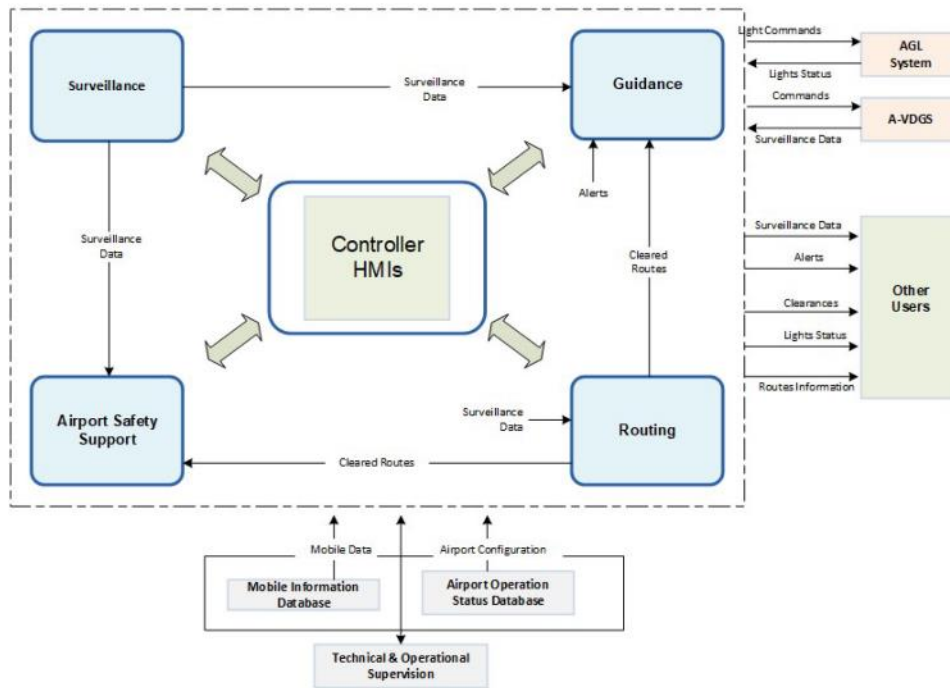 Surveillance
Surveillance
Data
Guidance
Light Commands
AGL
System
Lights Status
Commands
A-VDGS
Surveillance Data
Alerts
Controller
HMIs
Surveillance
Data
Cleared
Routes
Surveillance Data
Alerts
Clearances
Lights Status
Routes Information
Other
Users
Airport Safety
Support
Surveillance
Data
Routing
Cleared Routes
Mobile Data
Airport Configuration
Mobile Information
Database
Airport Operation
Status Database
Technical & Operational
Supervision